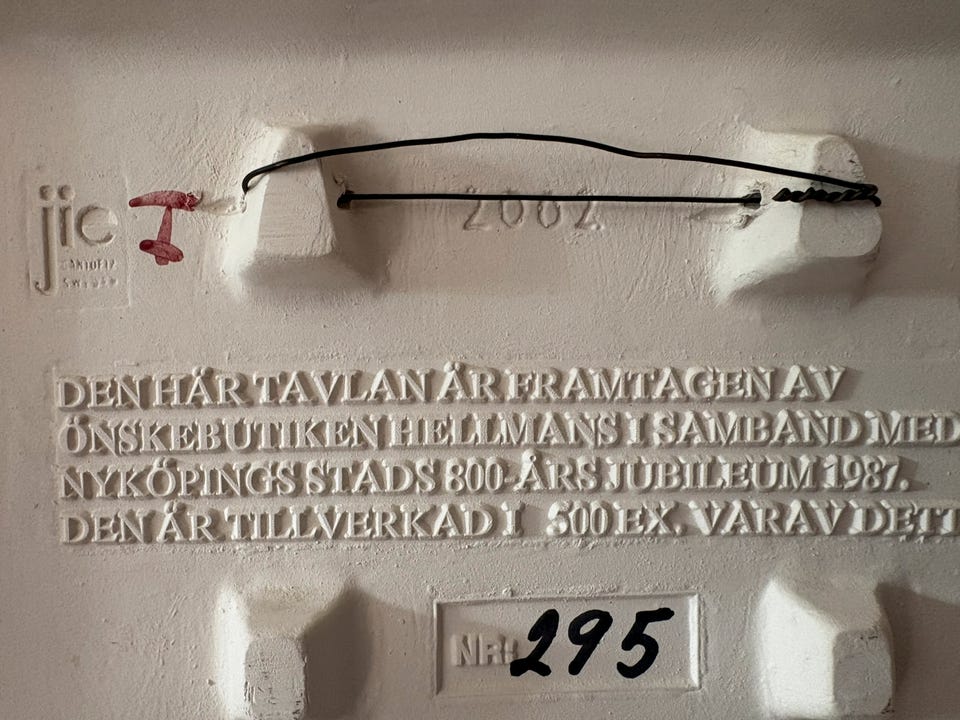 jie
GANTOFTA
SWEDEN
2062
DEN HÄR TAVLAN ÄR FRAMTAGEN AV
ÖNSKEBUTIKEN HELLMANS I SAMBAND MED
NYKÖPINGS STADS 800-ÅRS JUBILEUM 1987.
DEN ÄR TILLVERKAD I 500 EX. VARAV DETT
NR: 295